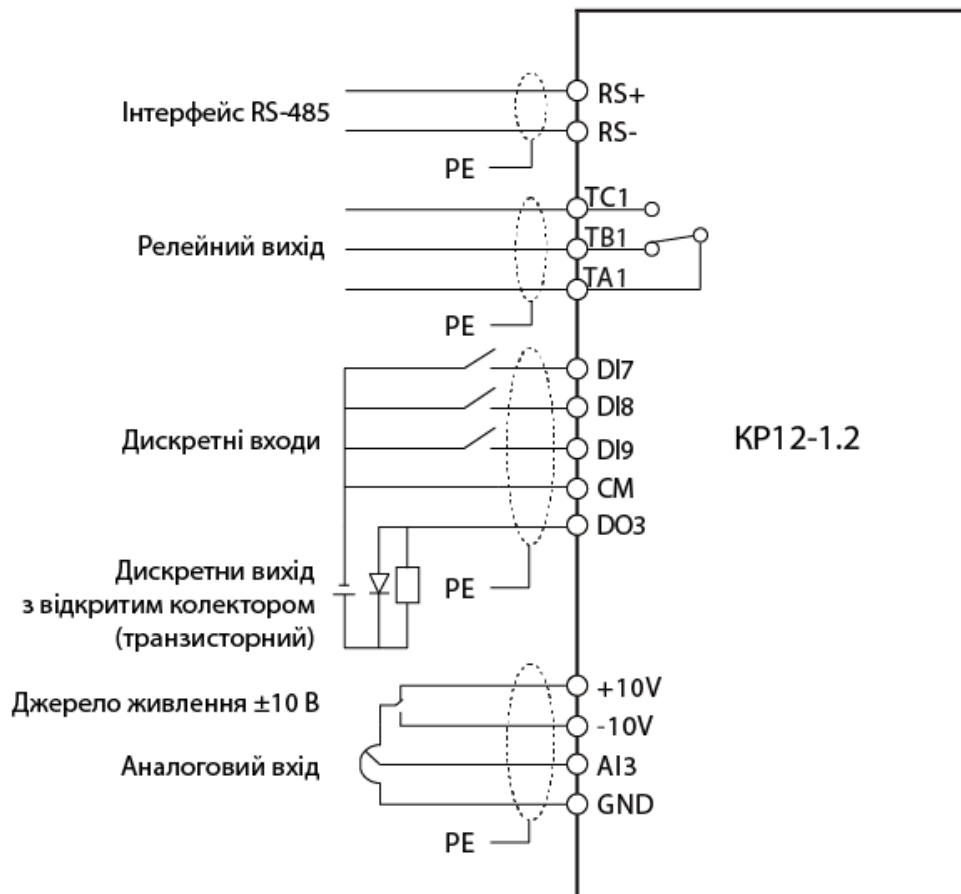 RS+
Інтерфейс RS-485
RS-
PE
TC1
Релейний вихід
TB1
TA1
PE
DI7
DI8
Дискретні входи
DI9
КР12-1.2
CM
DO3
Дискретни вихід
з відкритим колектором
(транзисторний)
PE
+10V
Джерело живлення ±10 В
-10V
Аналоговий вхід
AI3
GND
PE